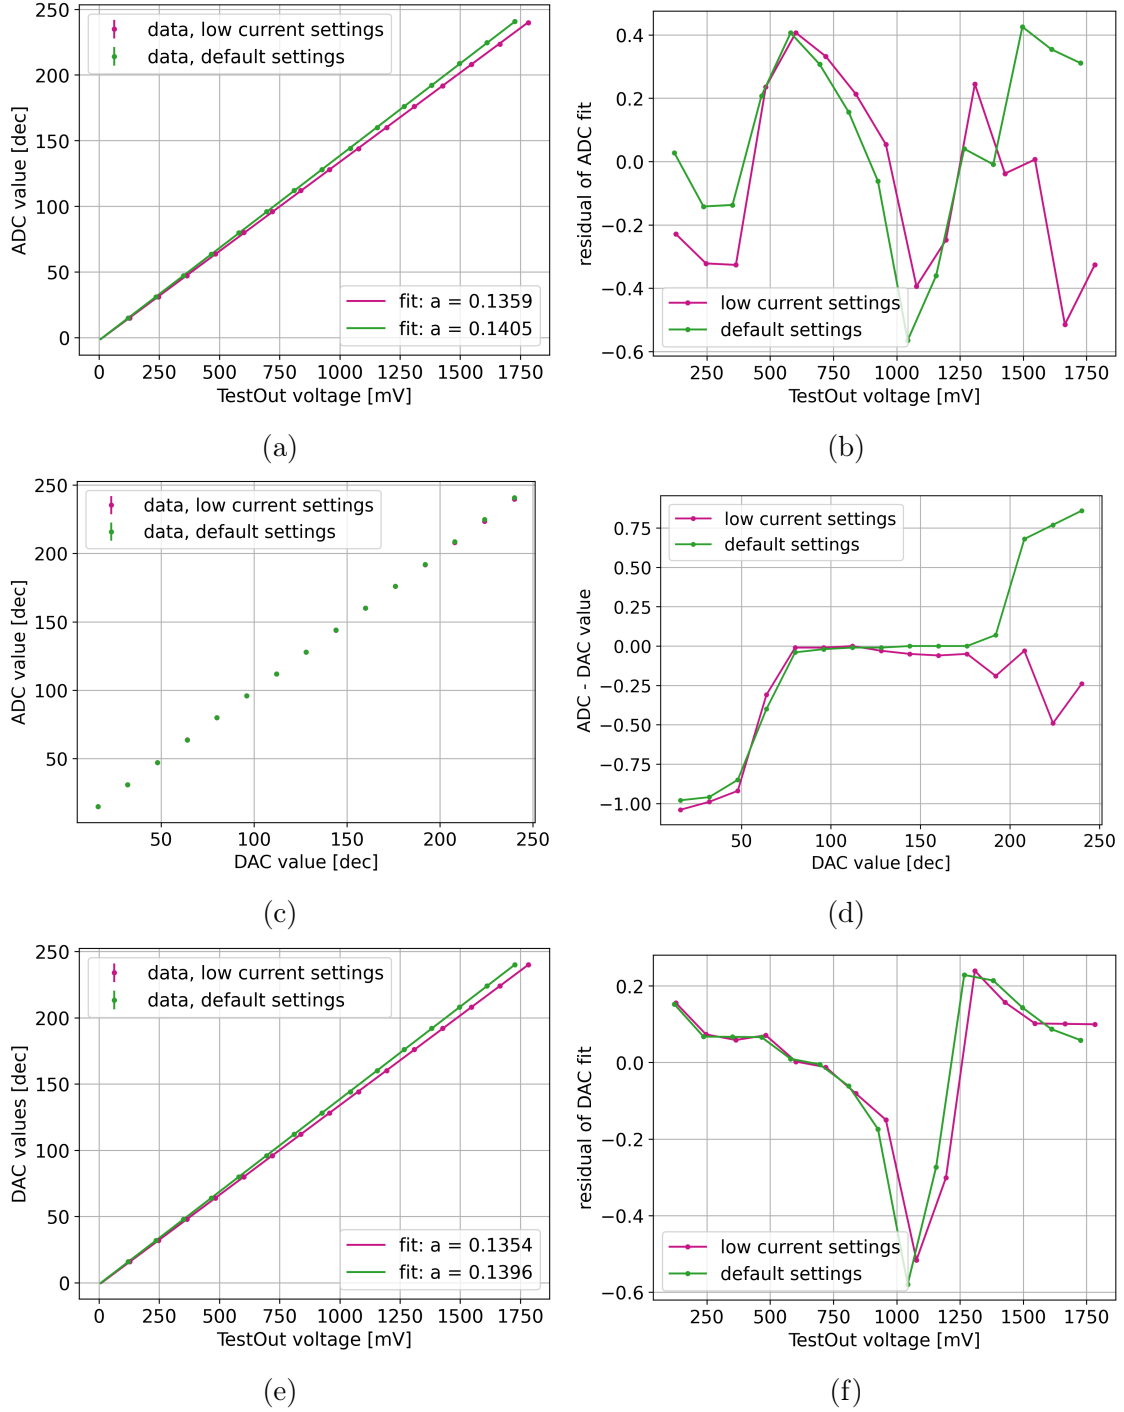 250
200
150
100
50
0
ADC value [dec]
data, low current settings
data, default settings
fit: a = 0.1359
fit: a = 0.1405
0 250 500 750 1000 1250 1500 1750
TestOut voltage [mV]
(a)
0.4
0.2
0.0
−0.2
−0.4
−0.6
residual of ADC fit
low current settings
default settings
250 500 750 1000 1250 1500 1750
TestOut voltage [mV]
(b)
250
200
150
100
50
ADC value [dec]
data, low current settings
data, default settings
50 100 150 200 250
DAC value [dec]
(c)
0.75
0.50
0.25
0.00
−0.25
−0.50
−0.75
−1.00
ADC - DAC value
low current settings
default settings
50 100 150 200 250
DAC value [dec]
(d)
250
200
150
100
50
0
DAC values [dec]
data, low current settings
data, default settings
fit: a = 0.1354
fit: a = 0.1396
0 250 500 750 1000 1250 1500 1750
TestOut voltage [mV]
(e)
0.2
0.0
−0.2
−0.4
−0.6
residual of DAC fit
low current settings
default settings
250 500 750 1000 1250 1500 1750
TestOut voltage [mV]
(f)